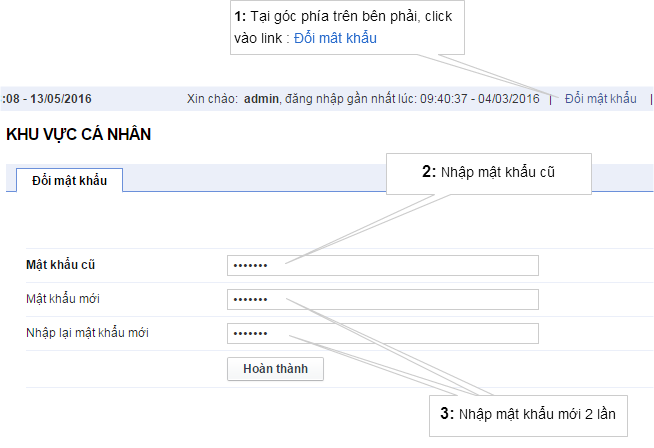 1: Tại góc phía trên bên phải, click
vào link : Đổi mật khẩu
:08 - 13/05/2016
Xin chào: admin, đăng nhập gần nhất lúc: 09:40:37 - 04/03/2016 | Đổi mật khẩu |
KHU VỰC CÁ NHÂN
2: Nhập mật khẩu cũ
Đổi mật khẩu
Mật khẩu cũ •••••••
Mật khẩu mới •••••••
Nhập lại mật khẩu mới •••••••
Hoàn thành
3: Nhập mật khẩu mới 2 lần